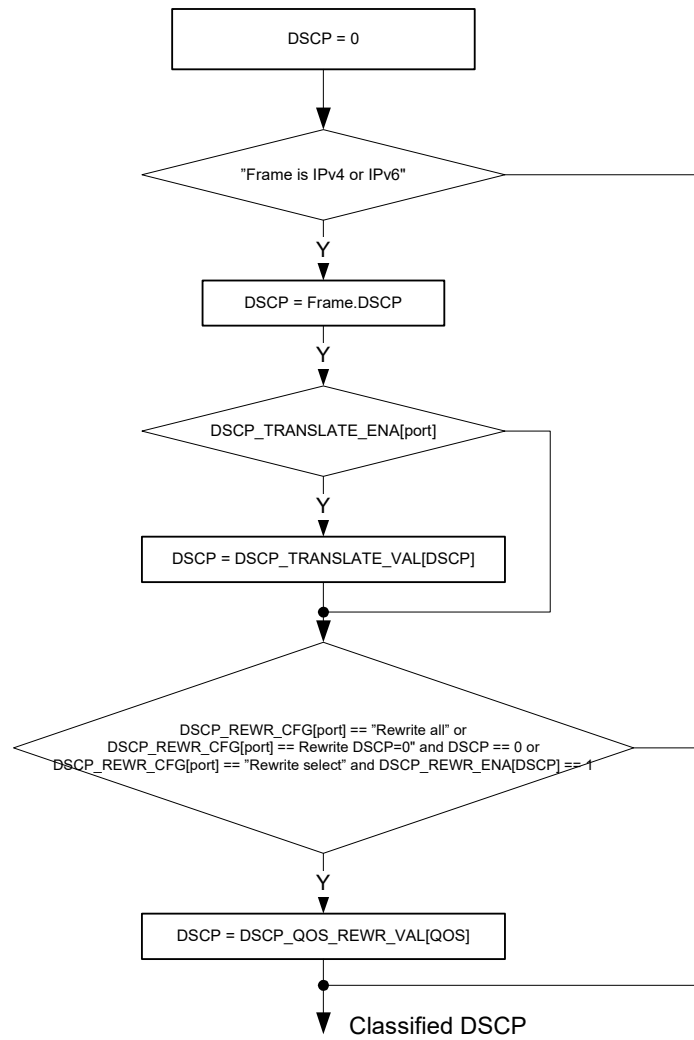 DSCP = 0
”Frame is IPv4 or IPv6"
Y
DSCP = Frame.DSCP
Y
DSCP_TRANSLATE_ENA[port]
Y
DSCP = DSCP_TRANSLATE_VAL[DSCP]
DSCP_REWR_CFG[port] == ”Rewrite all” or
DSCP_REWR_CFG[port] == Rewrite DSCP=0" and DSCP == 0 or
DSCP_REWR_CFG[port] == ”Rewrite select” and DSCP_REWR_ENA[DSCP] == 1
Y
DSCP = DSCP_QOS_REWR_VAL[QOS]
Classified DSCP